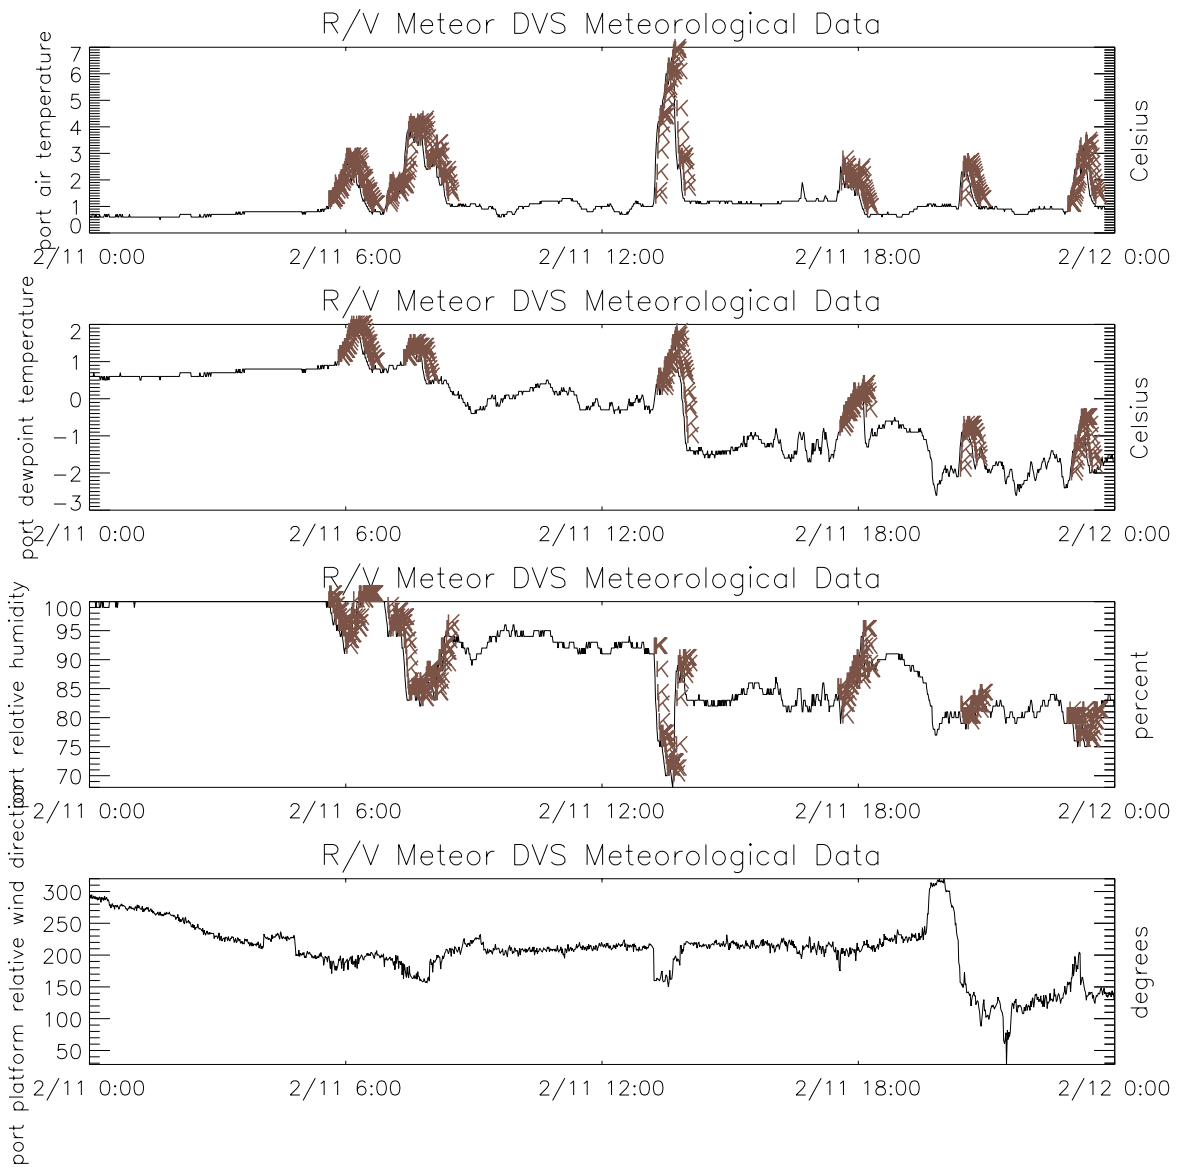 R/V Meteor DVS Meteorological Data
port air temperature
7
6
5
4
3
2
1
0
Celsius
2/11 0:00 2/11 6:00 2/11 12:00 2/11 18:00 2/12 0:00
R/V Meteor DVS Meteorological Data
port dewpoint temperature
2
1
0
-1
-2
-3
Celsius
2/11 0:00 2/11 6:00 2/11 12:00 2/11 18:00 2/12 0:00
R/V Meteor DVS Meteorological Data
port relative humidity
100
95
90
85
80
75
70
percent
2/11 0:00 2/11 6:00 2/11 12:00 2/11 18:00 2/12 0:00
R/V Meteor DVS Meteorological Data
port platform relative wind direction
300
250
200
150
100
50
degrees
2/11 0:00 2/11 6:00 2/11 12:00 2/11 18:00 2/12 0:00